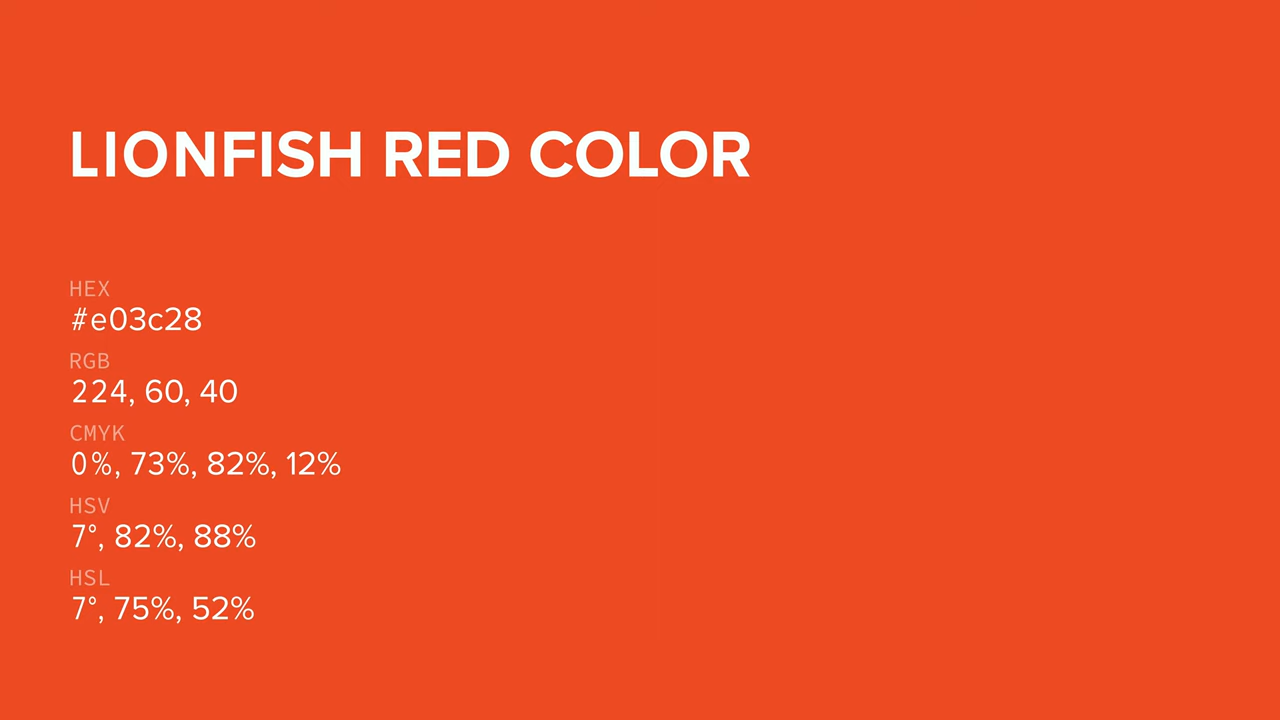 LIONFISH RED COLOR
HEX
#e03c28
RGB
224, 60, 40
CMYK
0%, 73%, 82%, 12%
HSV
7°, 82%, 88%
HSL
7°, 75%, 52%